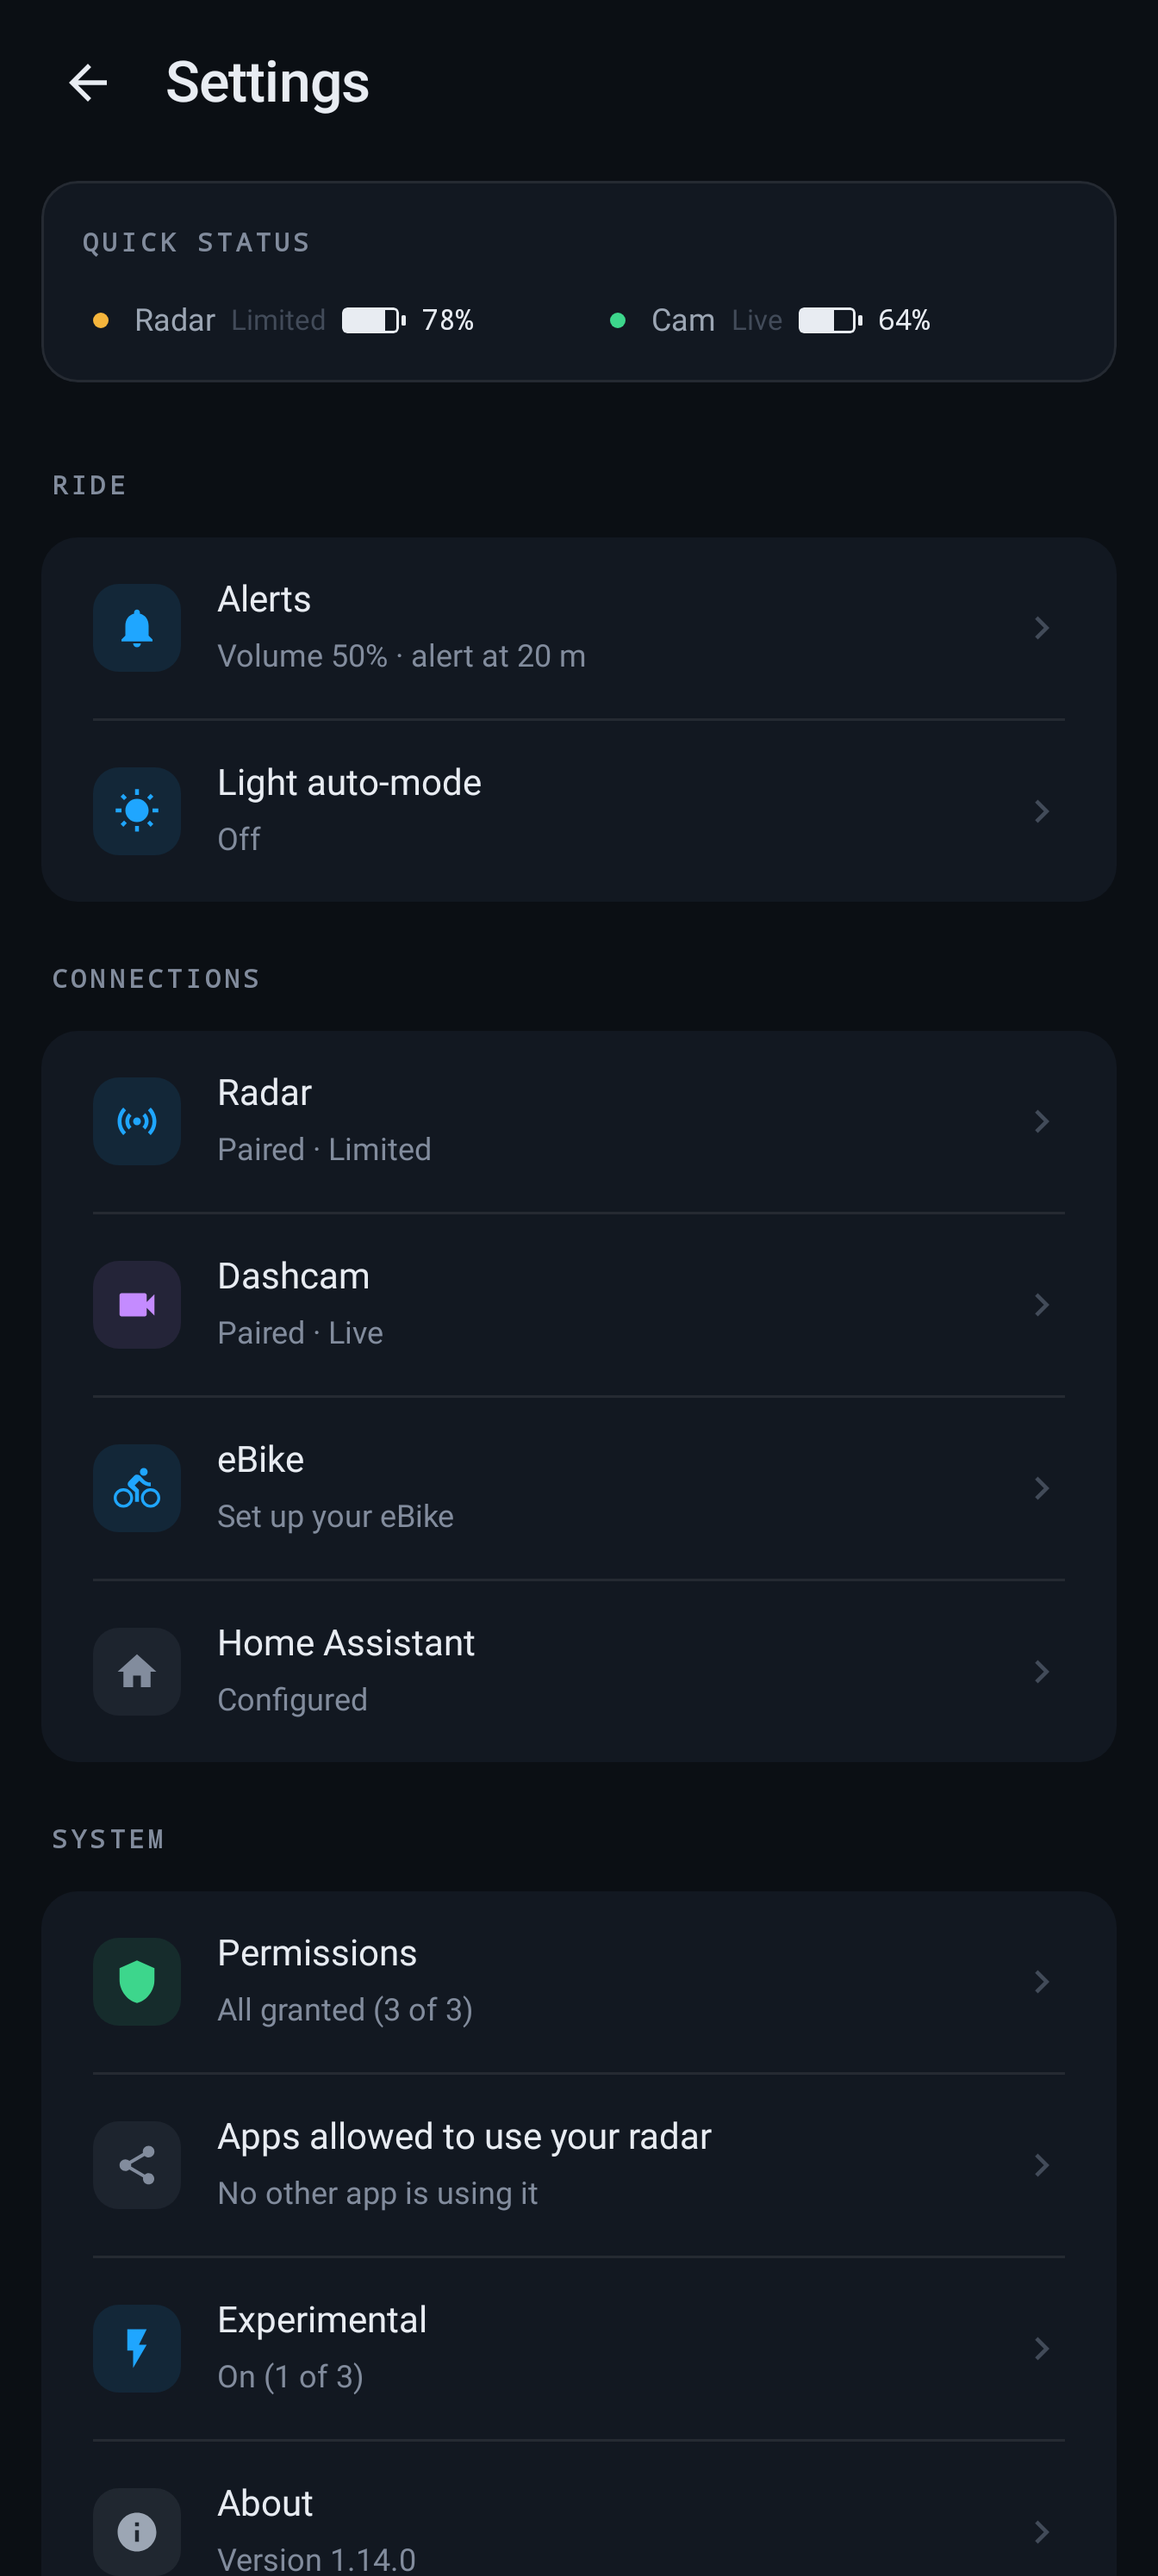 Settings
QUICK STATUS
Radar Limited 78% Cam Live 64%
RIDE
Alerts
Volume 50% · alert at 20 m
Light auto-mode
Off
CONNECTIONS
Radar
Paired · Limited
Dashcam
Paired · Live
eBike
Set up your eBike
Home Assistant
Configured
SYSTEM
Permissions
All granted (3 of 3)
Apps allowed to use your radar
No other app is using it
Experimental
On (1 of 3)
About
Version 1.14.0